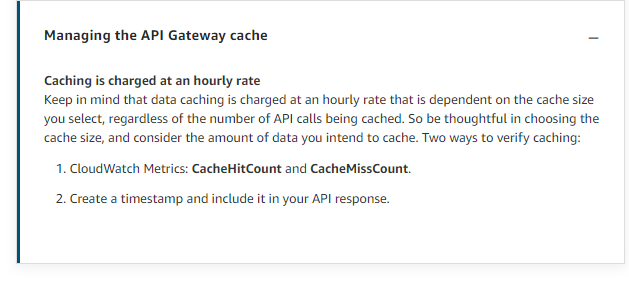 Managing the API Gateway cache
Caching is charged at an hourly rate
Keep in mind that data caching is charged at an hourly rate that is dependent on the cache size
you select, regardless of the number of API calls being cached. So be thoughtful in choosing the
cache size, and consider the amount of data you intend to cache. Two ways to verify caching:
1. CloudWatch Metrics: CacheHitCount and CacheMissCount.
2. Create a timestamp and include it in your API response.